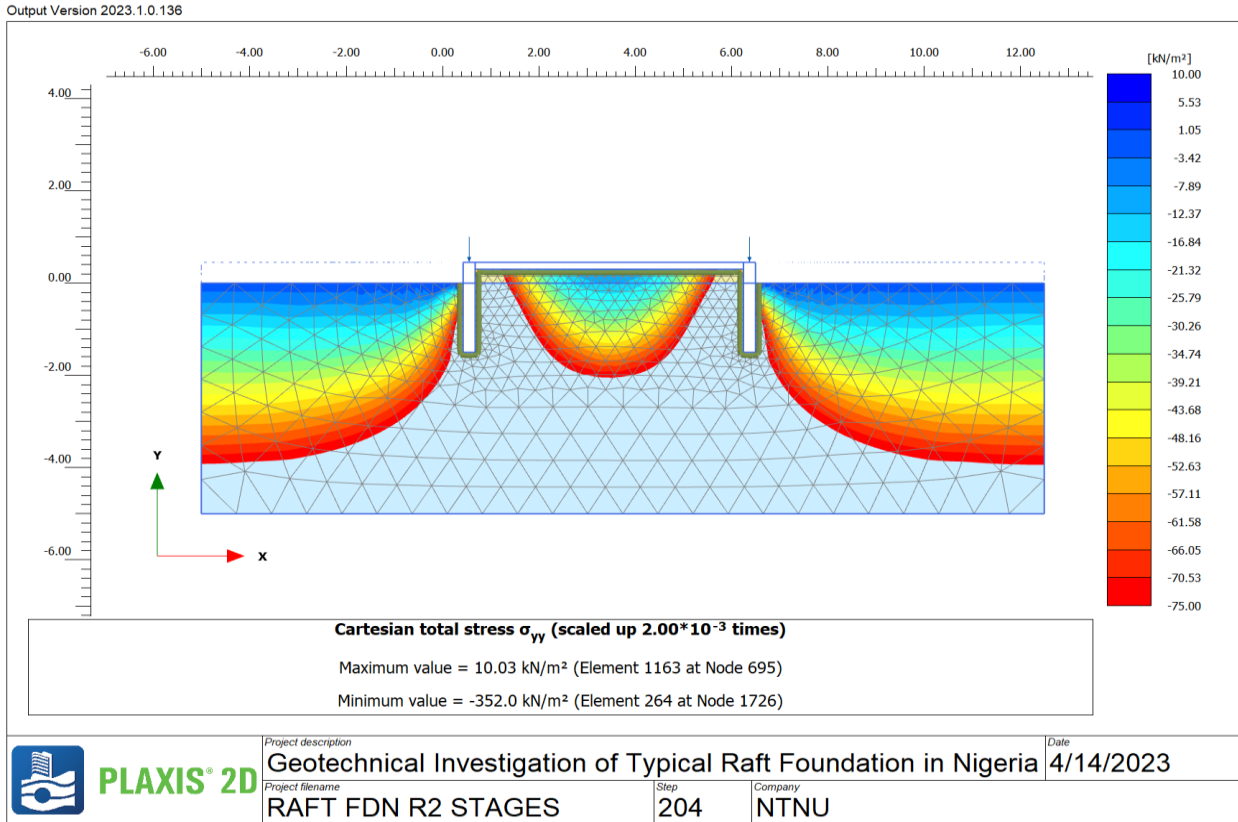 Output Version 2023.1.0.136
-6.00 -4.00 -2.00 0.00 2.00 4.00 6.00 8.00 10.00 12.00
[kN/m²]
4.00
2.00
0.00
-2.00
-4.00
-6.00
Y
X
10.00
5.53
1.05
-3.42
-7.89
-12.37
-16.84
-21.32
-25.79
-30.26
-34.74
-39.21
-43.68
-48.16
-52.63
-57.11
-61.58
-66.05
-70.53
-75.00
Cartesian total stress σyy (scaled up 2.00*10-3 times)
Maximum value = 10.03 kN/m² (Element 1163 at Node 695)
Minimum value = -352.0 kN/m² (Element 264 at Node 1726)
PLAXIS® 2D
Project description
Geotechnical Investigation of Typical Raft Foundation in Nigeria
Date
4/14/2023
Project filename
RAFT FDN R2 STAGES
Step
204
Company
NTNU